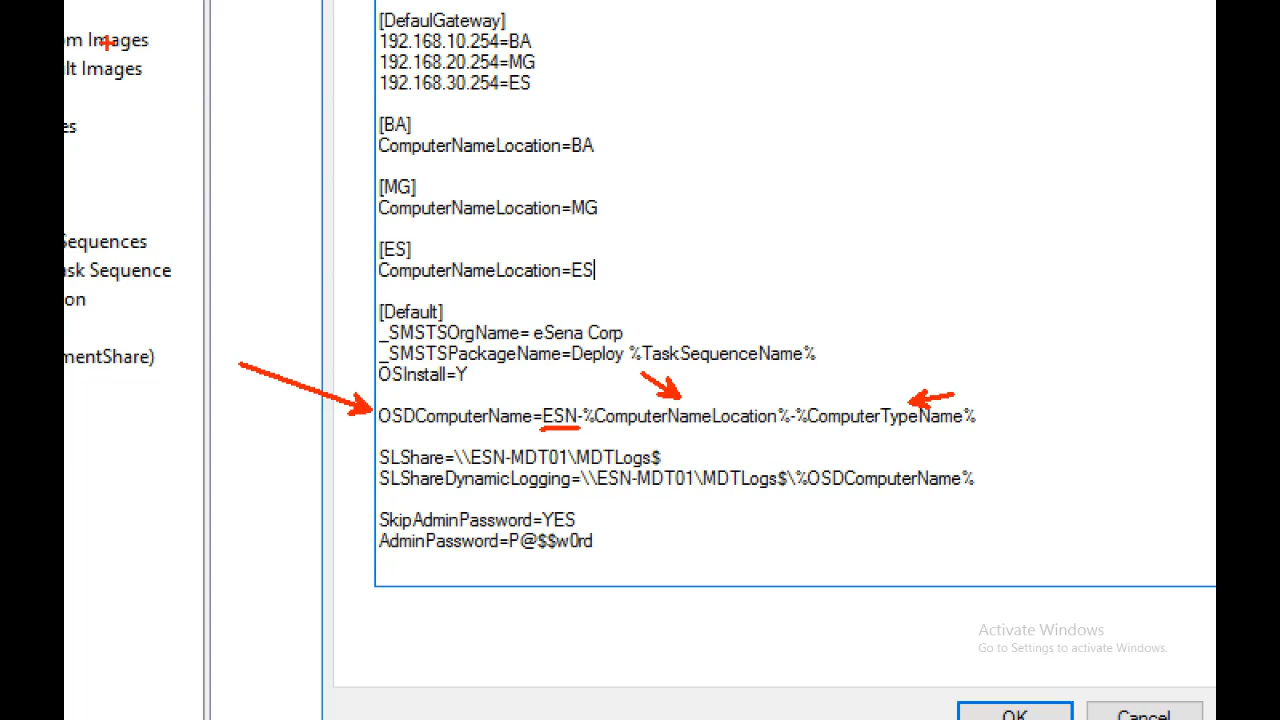 om Images
lt Images
es
Sequences
ask Sequence
on
mentShare)
[DefaulGateway]
192.168.10.254=BA
192.168.20.254=MG
192.168.30.254=ES
[BA]
ComputerNameLocation=BA
[MG]
ComputerNameLocation=MG
[ES]
ComputerNameLocation=ES
[Default]
_SMSTSOrgName= eSena Corp
_SMSTSPackageName=Deploy %TaskSequenceName%
OSInstall=Y
OSDComputerName=ESN-%ComputerNameLocation%-%ComputerTypeName%
SLShare=\\ESN-MDT01\MDTLogs$
SLShareDynamicLogging=\\ESN-MDT01\MDTLogs$\%OSDComputerName%
SkipAdminPassword=YES
AdminPassword=P@$$w0rd
Activate Windows
Go to Settings to activate Windows.
OK
Cancel